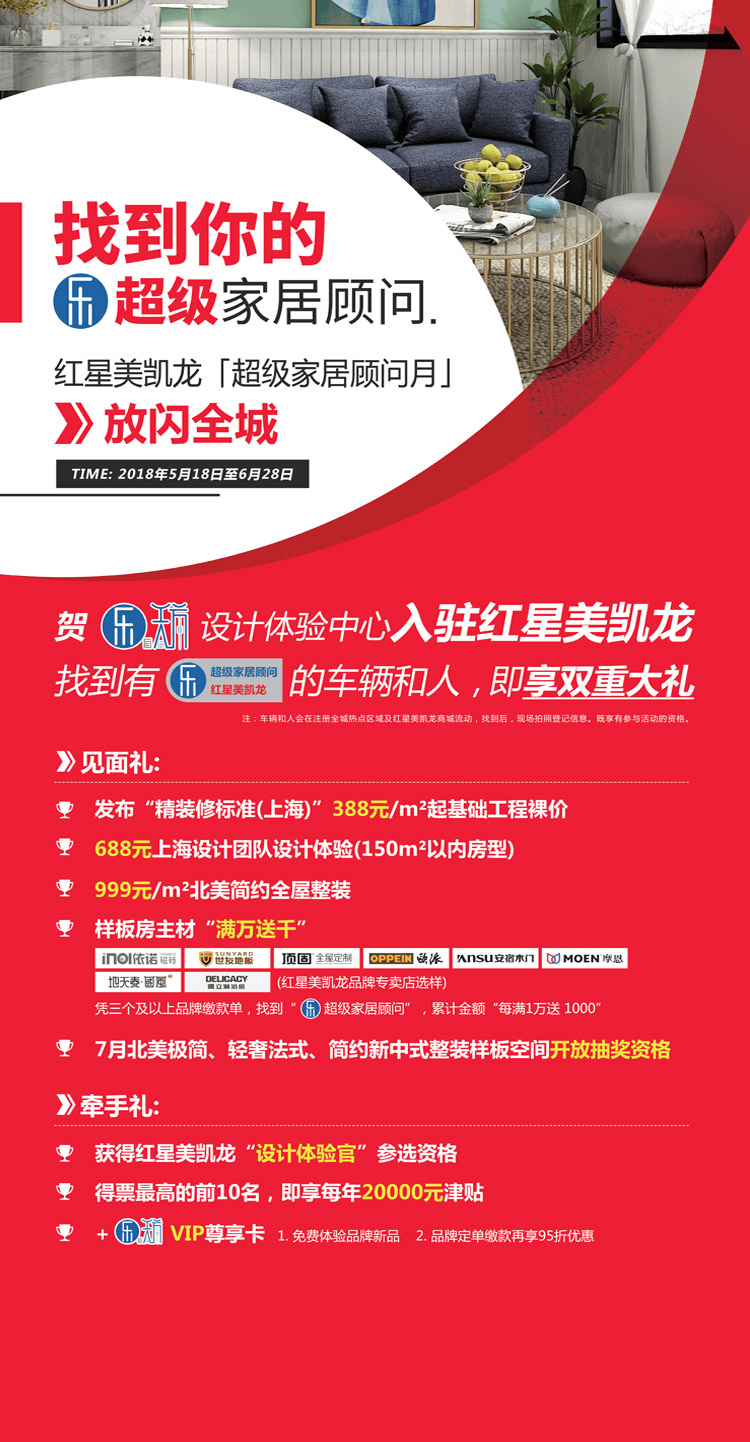 找到你的
乐 超级家居顾问.
红星美凯龙「超级家居顾问月」
放闪全城
TIME: 2018年5月18日至6月28日
贺 乐 设计体验中心入驻红星美凯龙
找到有 乐 超级家居顾问 红星美凯龙 的车辆和人，即享双重大礼
注：车辆和人会在注册全城热点区域及红星美凯龙商城流动，找到后，现场拍照登记信息。既享有参与活动的资格。
见面礼:
发布“精装修标准(上海)”388元/m²起基础工程裸价
688元上海设计团队设计体验(150m²以内房型)
999元/m²北美简约全屋整装
样板房主材“满万送千”
inoi依诺磁砖 SUNYARD 世友地板 顶固 全屋定制 OPPEIN 欧派 安宿木门 MOEN 摩恩
地天泰· DELICACY 德立淋浴房 (红星美凯龙品牌专卖店选样)
凭三个及以上品牌缴款单，找到“乐 超级家居顾问”，累计金额“每满1万送 1000”
7月北美极简、轻奢法式、简约新中式整装样板空间开放抽奖资格
牵手礼:
获得红星美凯龙“设计体验官”参选资格
得票最高的前10名，即享每年20000元津贴
+ 乐 VIP尊享卡 1. 免费体验品牌新品 2. 品牌定单缴款再享95折优惠